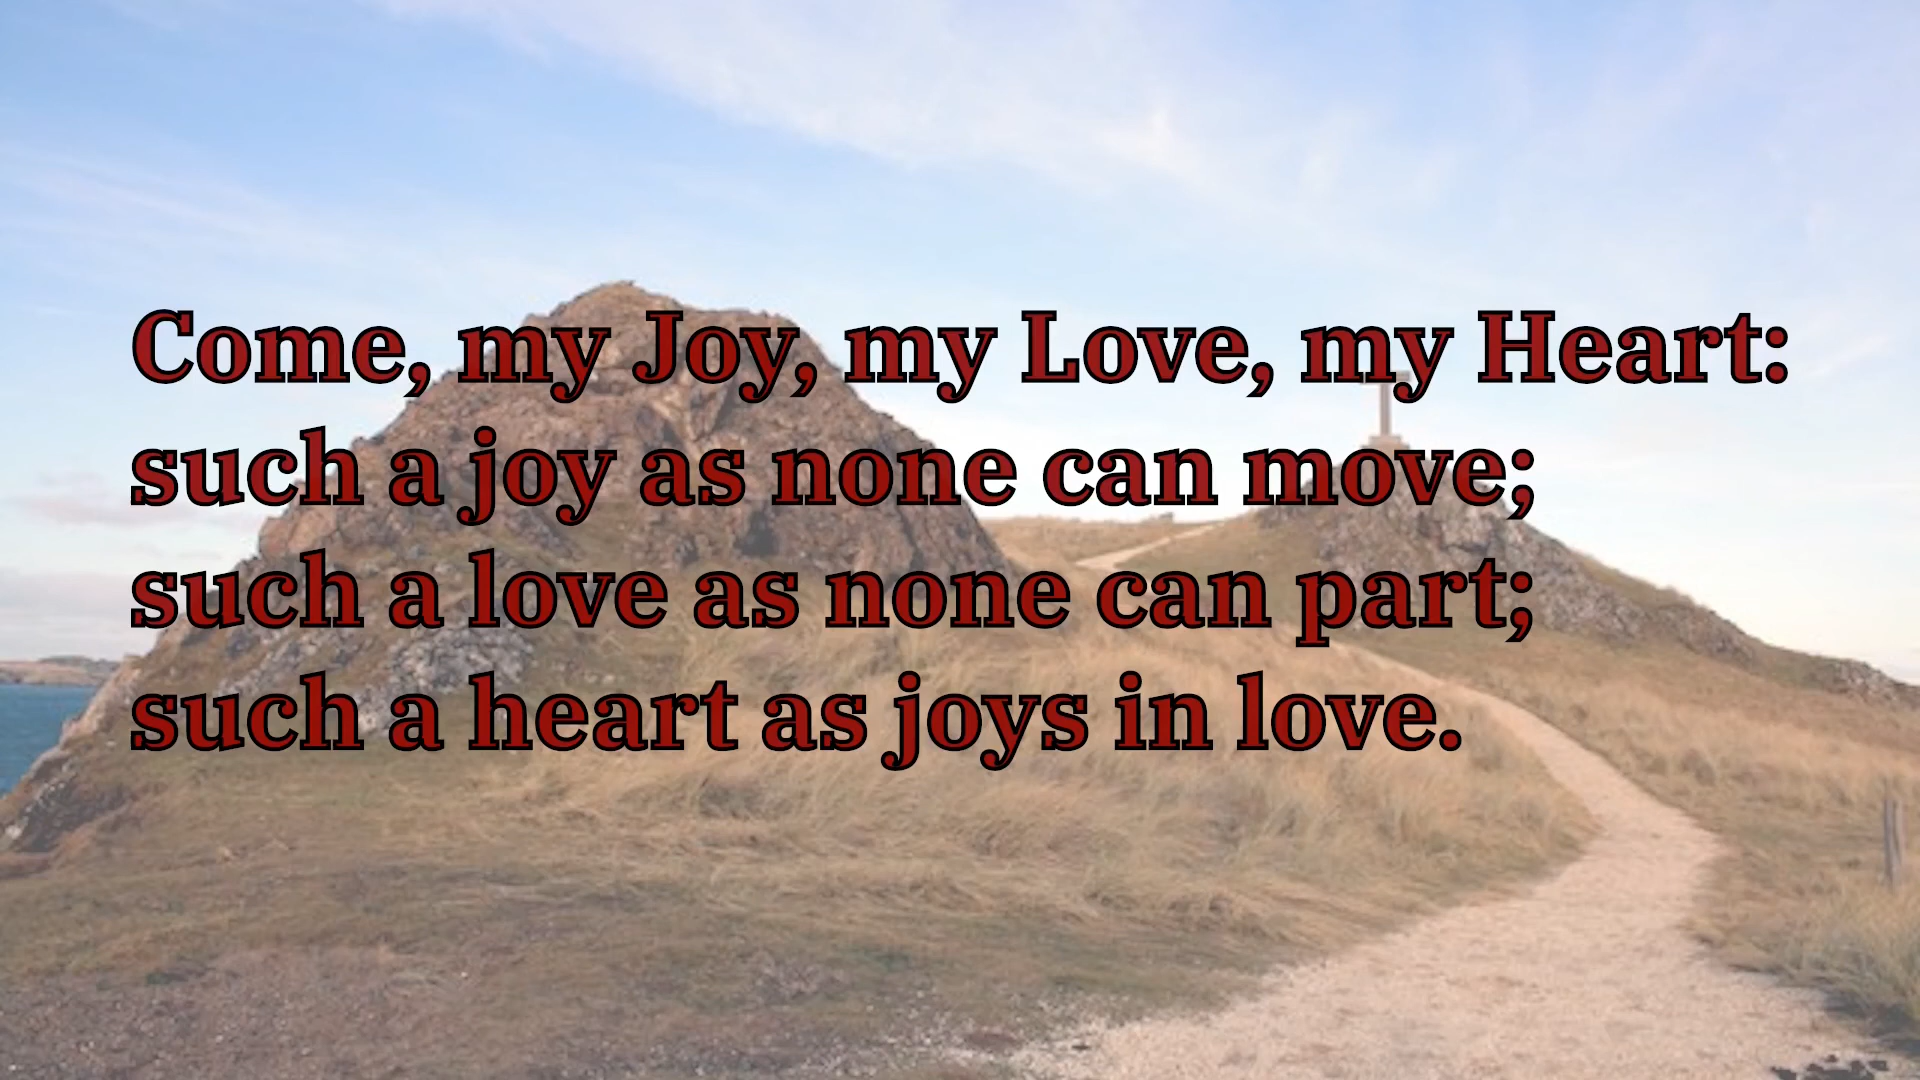 Come, my Joy, my Love, my Heart:
such a joy as none can move;
such a love as none can part;
such a heart as joys in love.